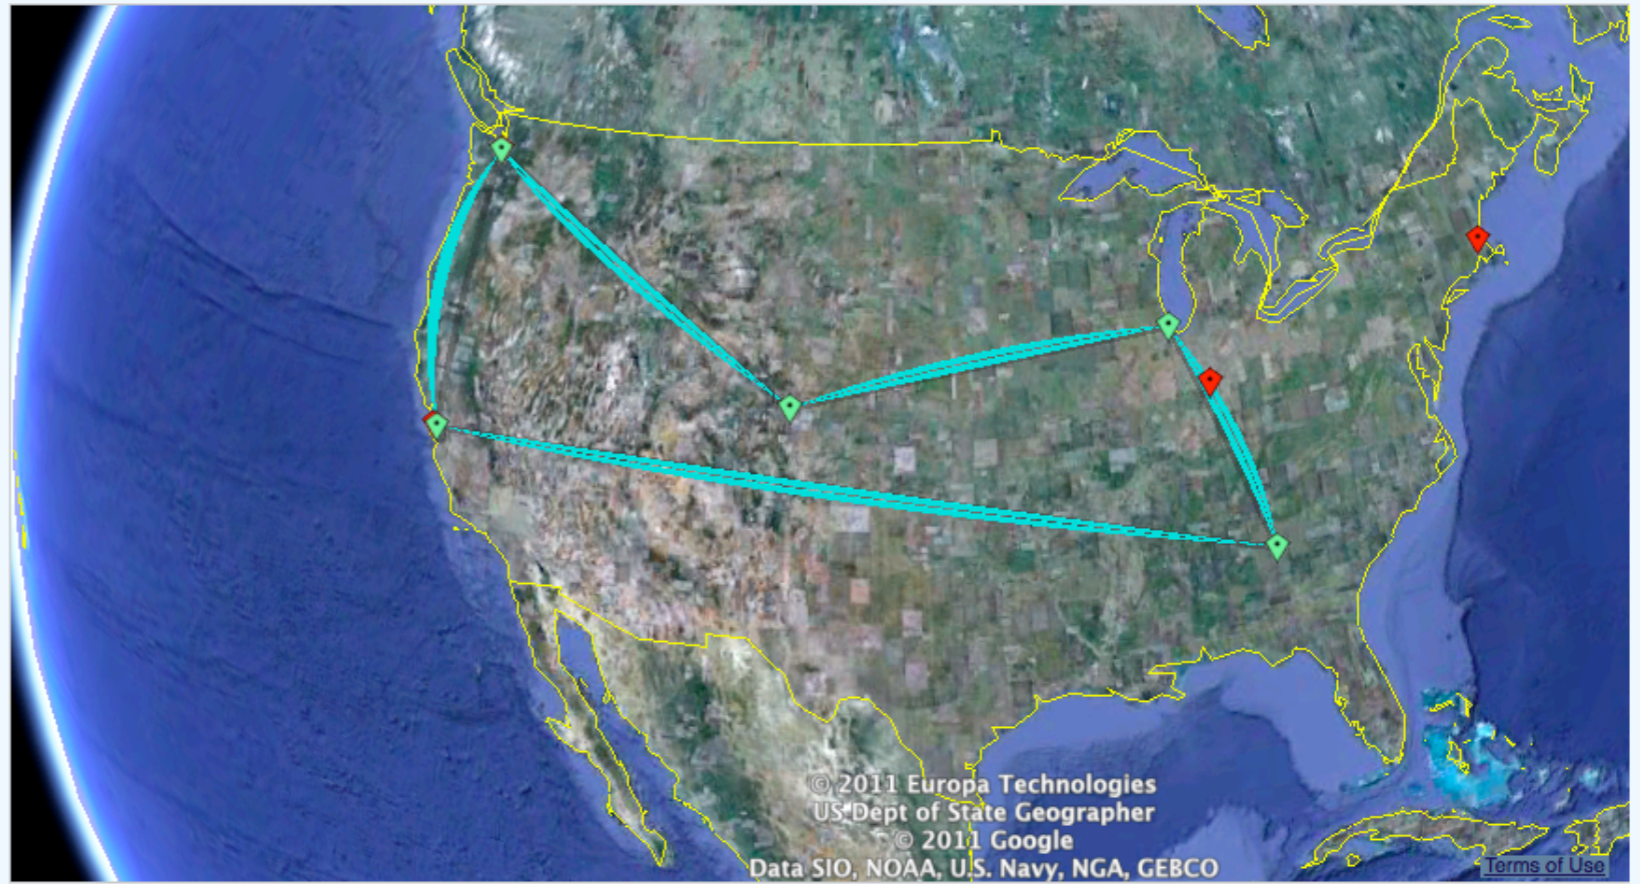 © 2011 Europa Technologies
US Dept of State Geographer
© 2011 Google
Data SIO, NOAA, U.S. Navy, NGA, GEBCO
Terms of Use